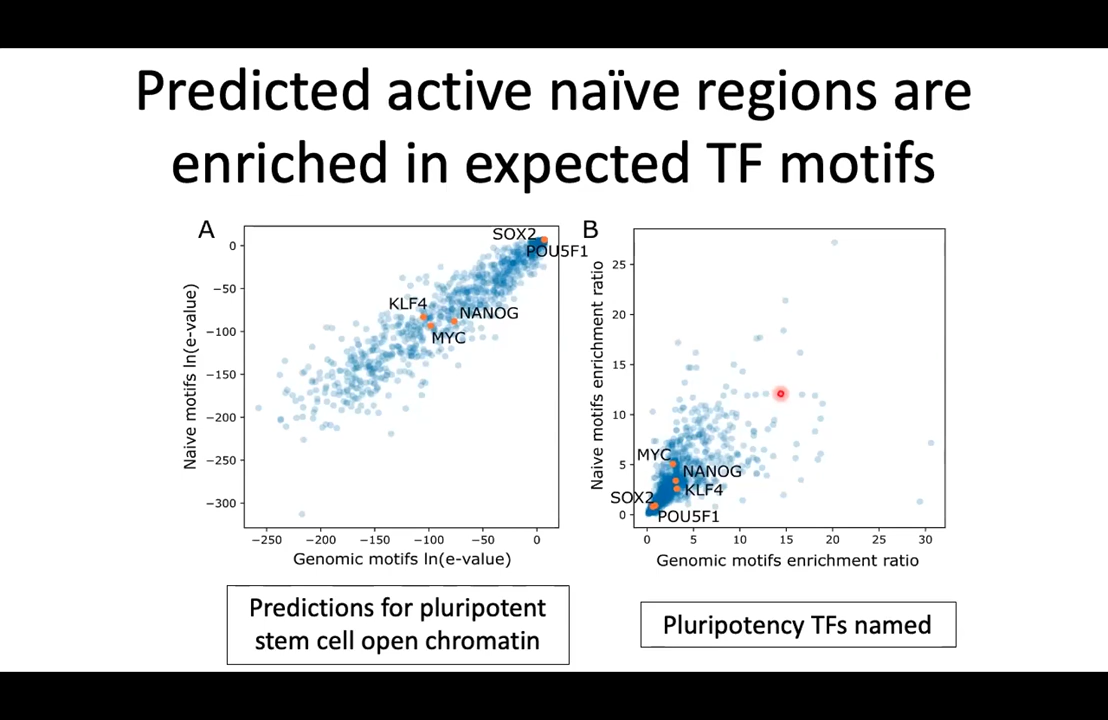 Predicted active naïve regions are
enriched in expected TF motifs
A
SOX2
POU5F1
KLF4
NANOG
MYC
0
−50
−100
−150
−200
−250
−300
Naive motifs ln(e-value)
−250 −200 −150 −100 −50 0
Genomic motifs ln(e-value)
B
25
20
15
10
5
0
Naive motifs enrichment ratio
MYC
NANOG
KLF4
SOX2
POU5F1
0 5 10 15 20 25 30
Genomic motifs enrichment ratio
Predictions for pluripotent
stem cell open chromatin
Pluripotency TFs named